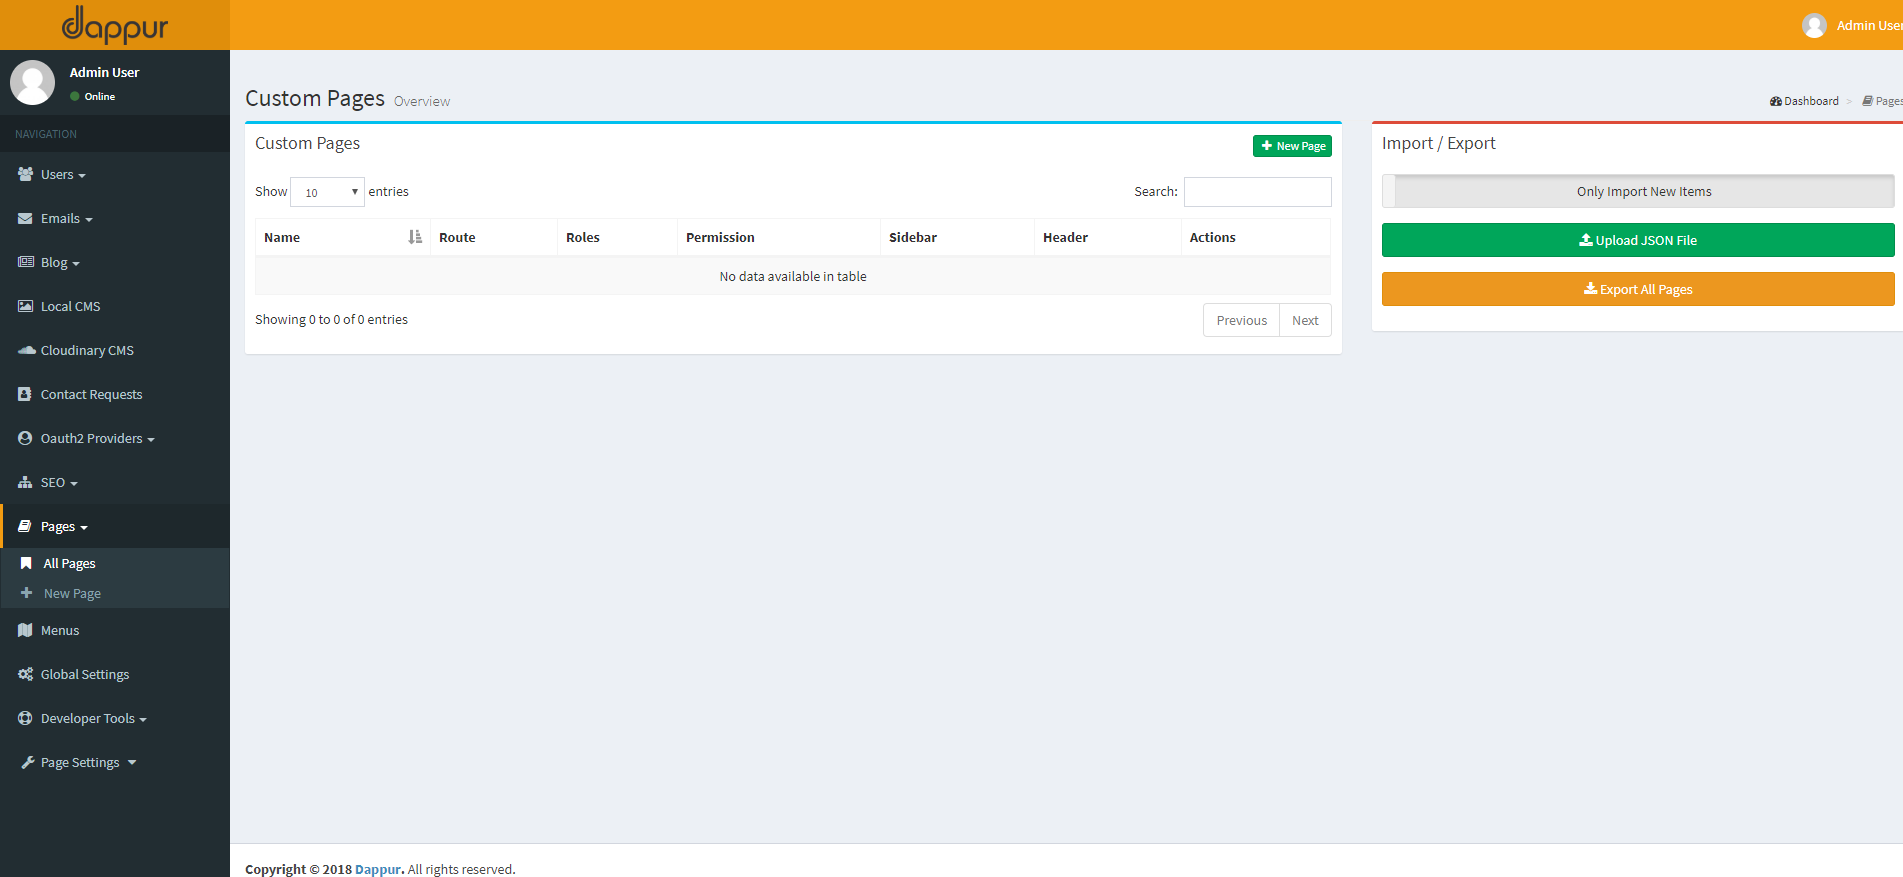 dappur
Admin User
Admin User
Online
NAVIGATION
Users
Emails
Blog
Local CMS
Cloudinary CMS
Contact Requests
Oauth2 Providers
SEO
Pages
All Pages
New Page
Menus
Global Settings
Developer Tools
Page Settings
Custom Pages Overview
Dashboard > Pages
Custom Pages
New Page
Show 10 entries
Search:
Name Route Roles Permission Sidebar Header Actions
No data available in table
Showing 0 to 0 of 0 entries
Previous Next
Import / Export
Only Import New Items
Upload JSON File
Export All Pages
Copyright © 2018 Dappur. All rights reserved.